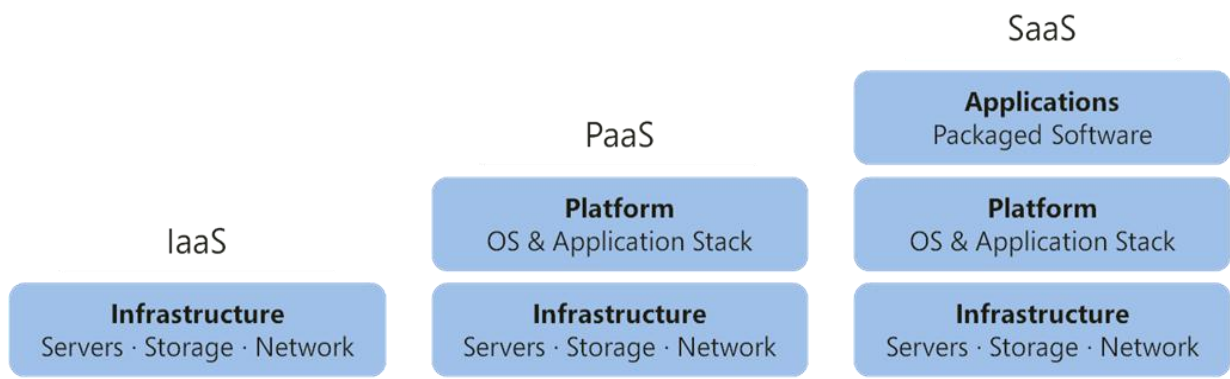 IaaS
Infrastructure
Servers · Storage · Network
PaaS
Platform
OS & Application Stack
Infrastructure
Servers · Storage · Network
SaaS
Applications
Packaged Software
Platform
OS & Application Stack
Infrastructure
Servers · Storage · Network